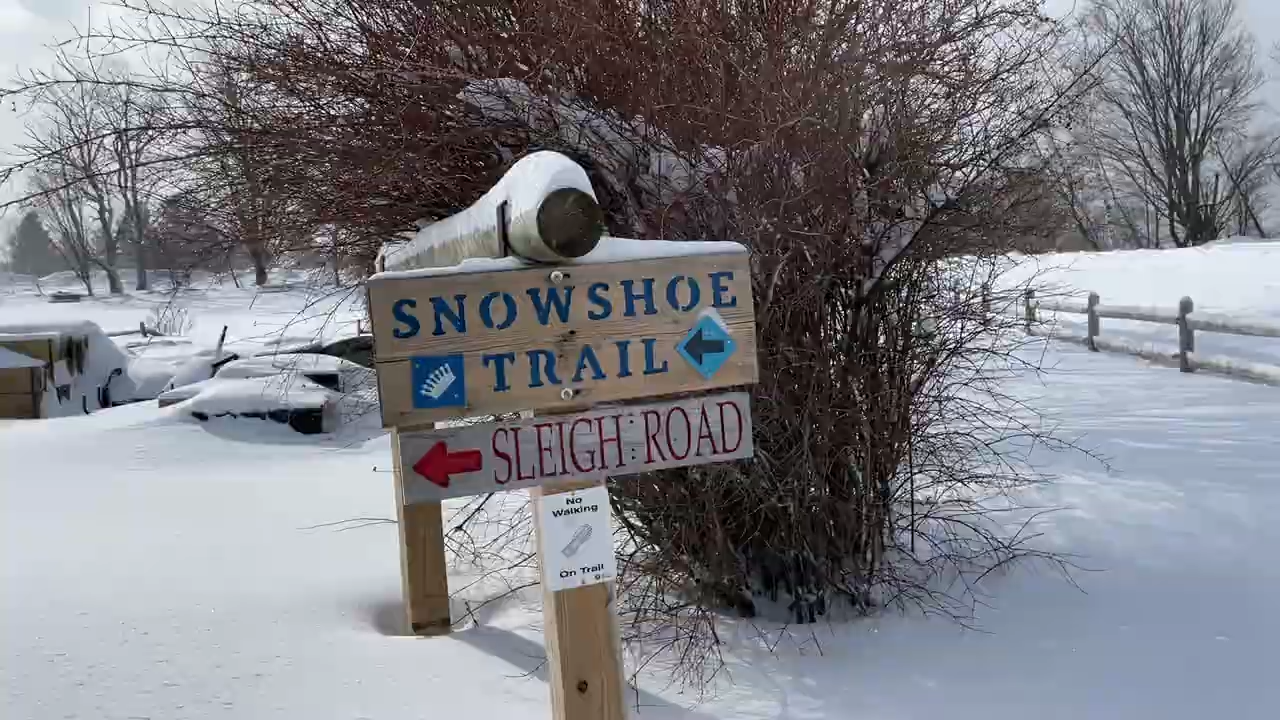 SNOWSHOE
TRAIL
SLEIGH ROAD
No
Walking
On Trail